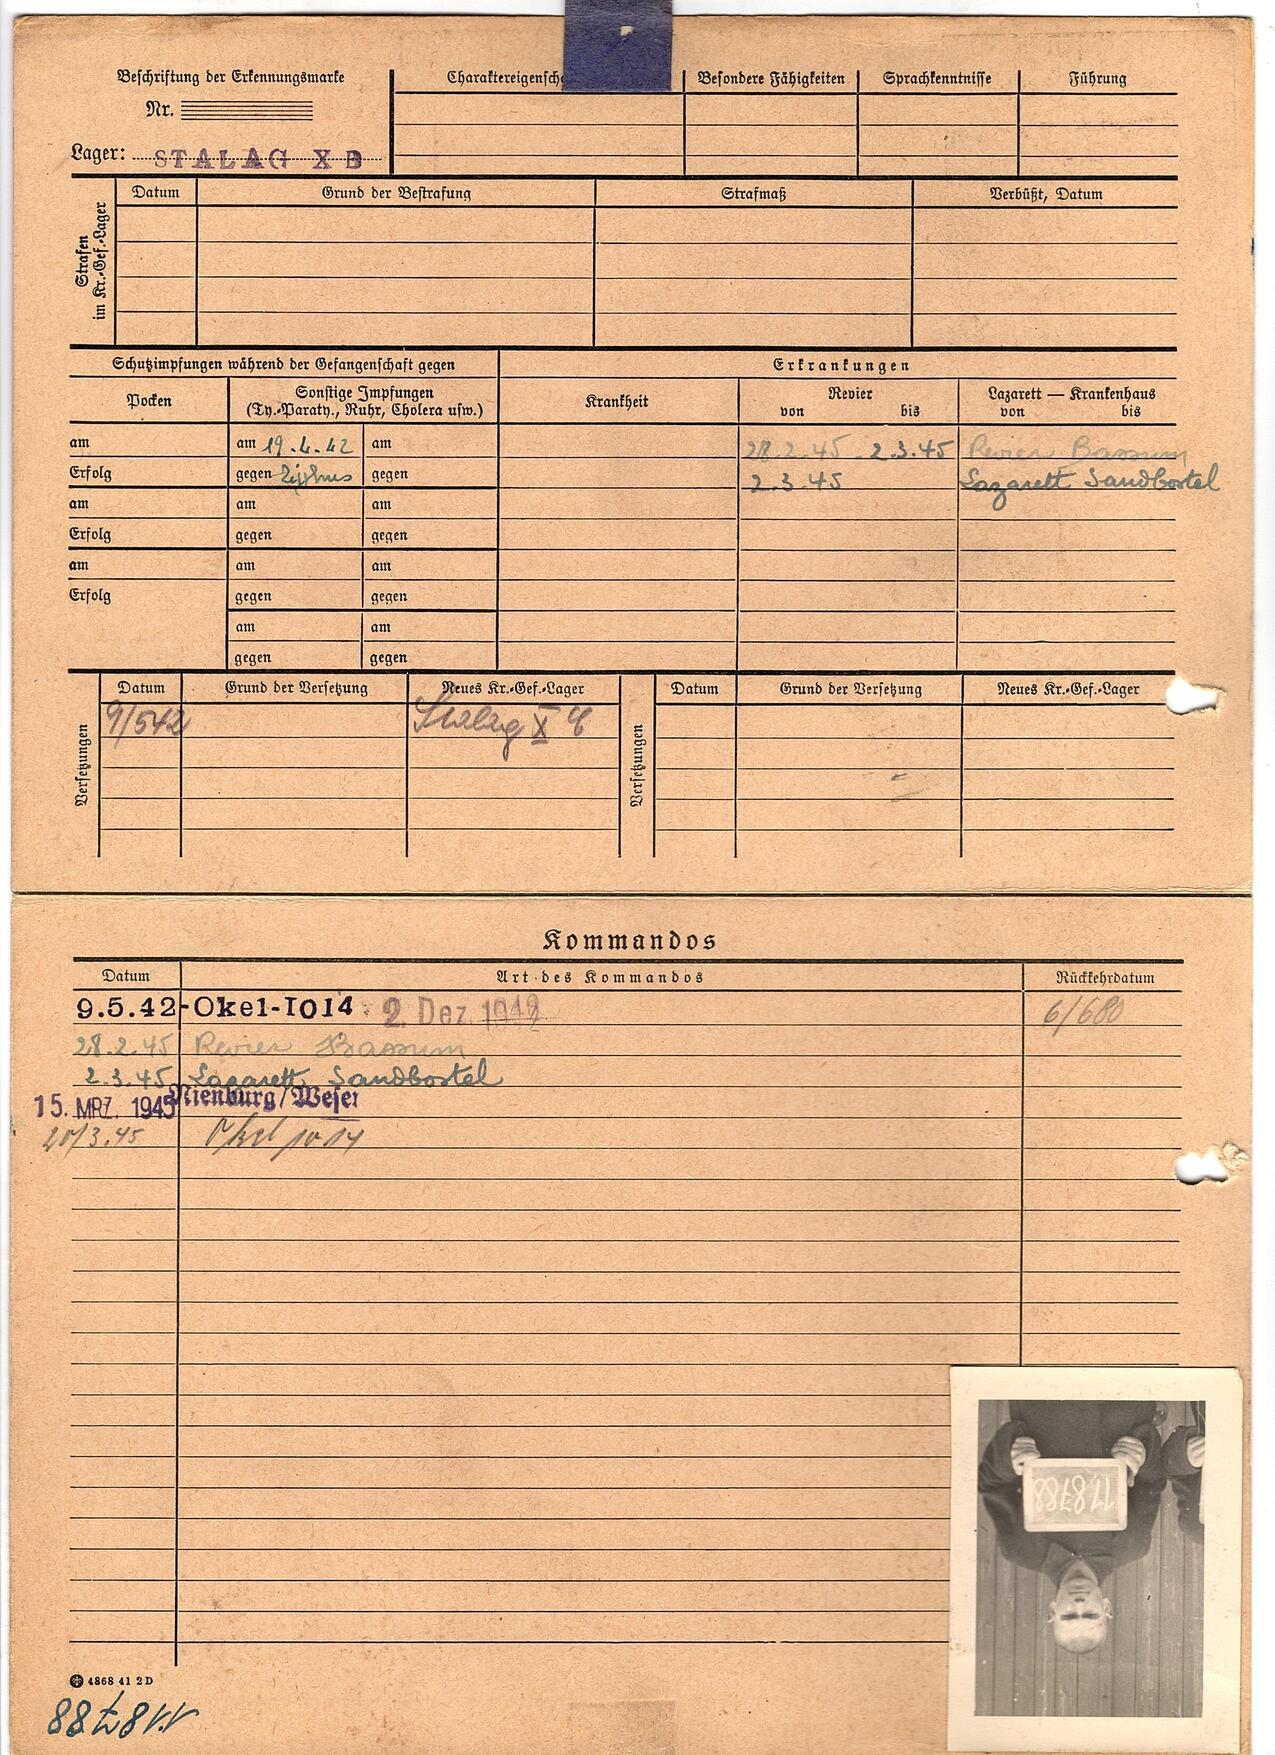 Beschriftung der Erkennungsmarke
Nr.
Lager: STALAG X B
Charaktereigensch
Besondere Fähigkeiten
Sprachkenntnisse
Führung
Strafen
im Kr.-Gef.-Lager
Datum
Grund der Bestrafung
Strafmaß
Verbüßt, Datum
Schutzimpfungen während der Gefangenschaft gegen
Erkrankungen
Pocken
Sonstige Impfungen
(Ty.-Paraty., Ruhr, Cholera usw.)
Krankheit
Revier
von bis
Lazarett — Krankenhaus
von bis
am am 19.4.42 am 28.2.45 2.3.45 Revier Bassum
Erfolg gegen gegen 2.3.45 Lazarett Sandbostel
am am am
Erfolg gegen gegen
am am am
Erfolg gegen gegen
am am
gegen gegen
Versetzungen
Datum Grund der Versetzung Neues Kr.-Gef.-Lager
9/542 Stalag X C
Versetzungen
Datum Grund der Versetzung Neues Kr.-Gef.-Lager
Kommandos
Datum Art des Kommandos Rückkehrdatum
9.5.42-Okel-1014 2. Dez. 1942 6/680
28.2.45 Revier Bassum
2.3.45 Lazarett Sandbostel
15. MRZ. 1945 Nienburg/Weser
20/3.45 Okel 1014
4868 41 2 D
118788
118788